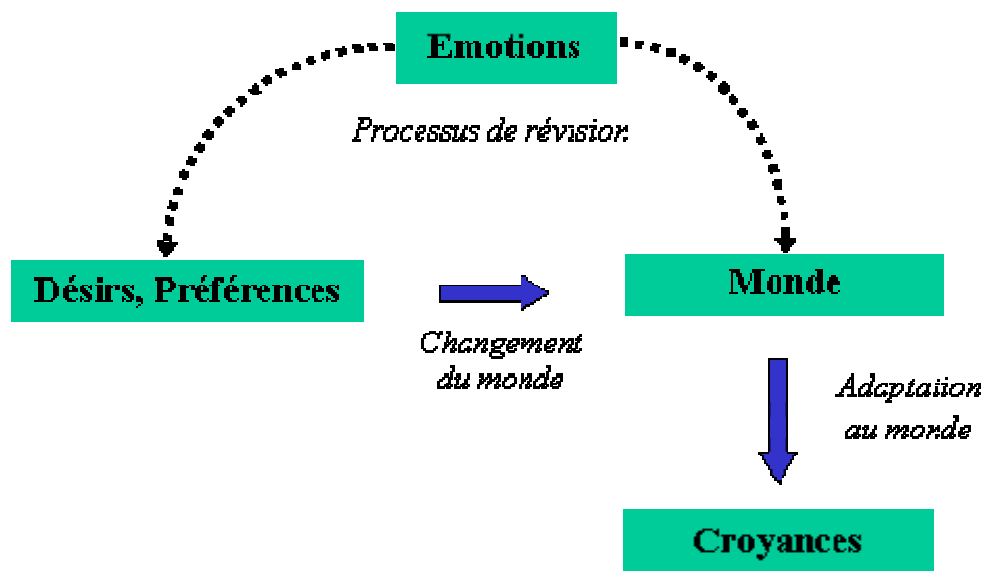 Emotions
Processus de révision
Désirs, Préférences
Monde
Changement
du monde
Adaptation
au monde
Croyances